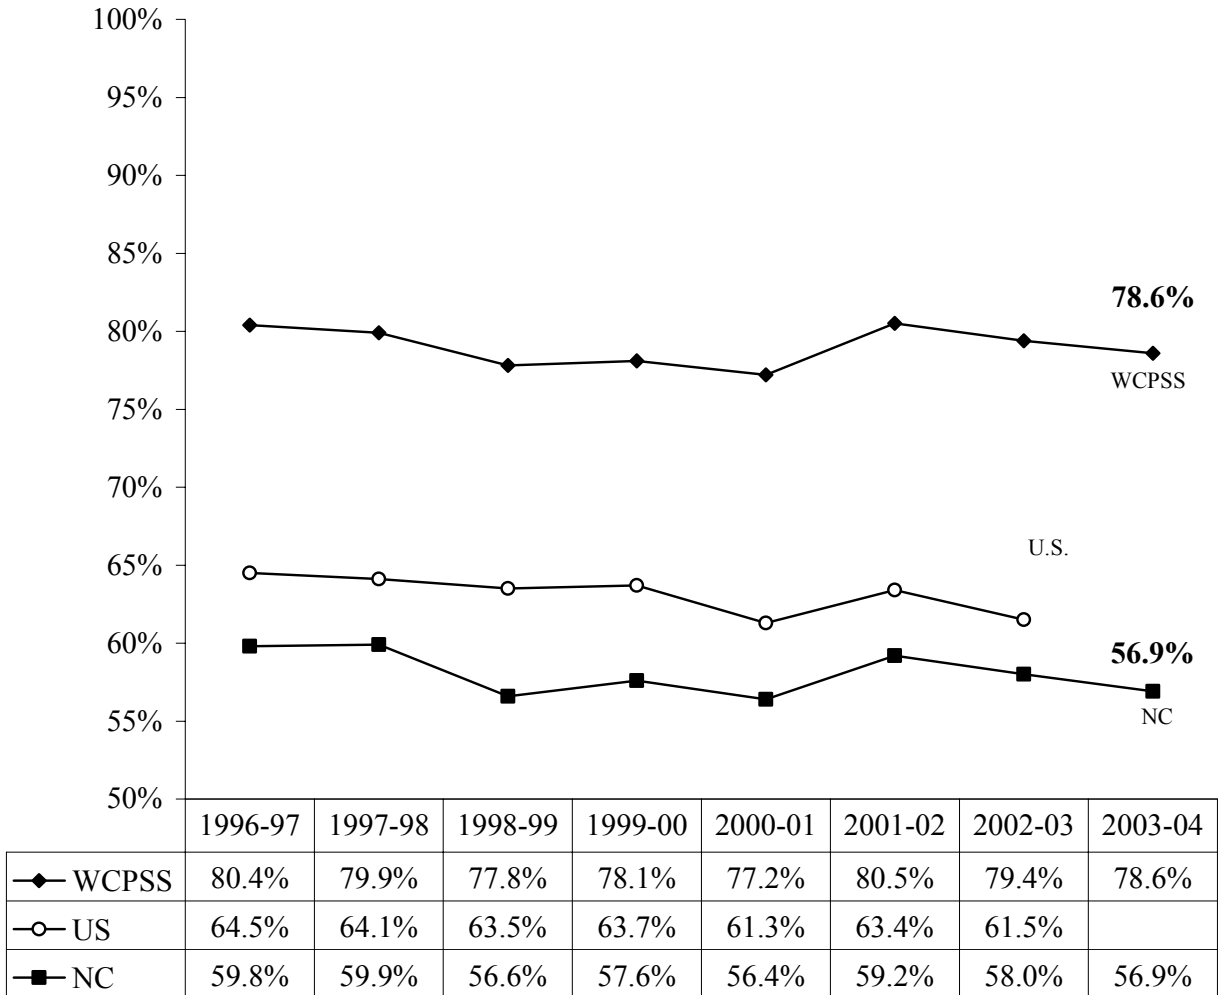 100%
95%
90%
85%
78.6%
80%
WCPSS
75%
70%
U.S.
65%
60%
56.9%
55%
NC
50%
1996-97 1997-98 1998-99 1999-00 2000-01 2001-02 2002-03 2003-04
WCPSS 80.4% 79.9% 77.8% 78.1% 77.2% 80.5% 79.4% 78.6%
US 64.5% 64.1% 63.5% 63.7% 61.3% 63.4% 61.5%
NC 59.8% 59.9% 56.6% 57.6% 56.4% 59.2% 58.0% 56.9%